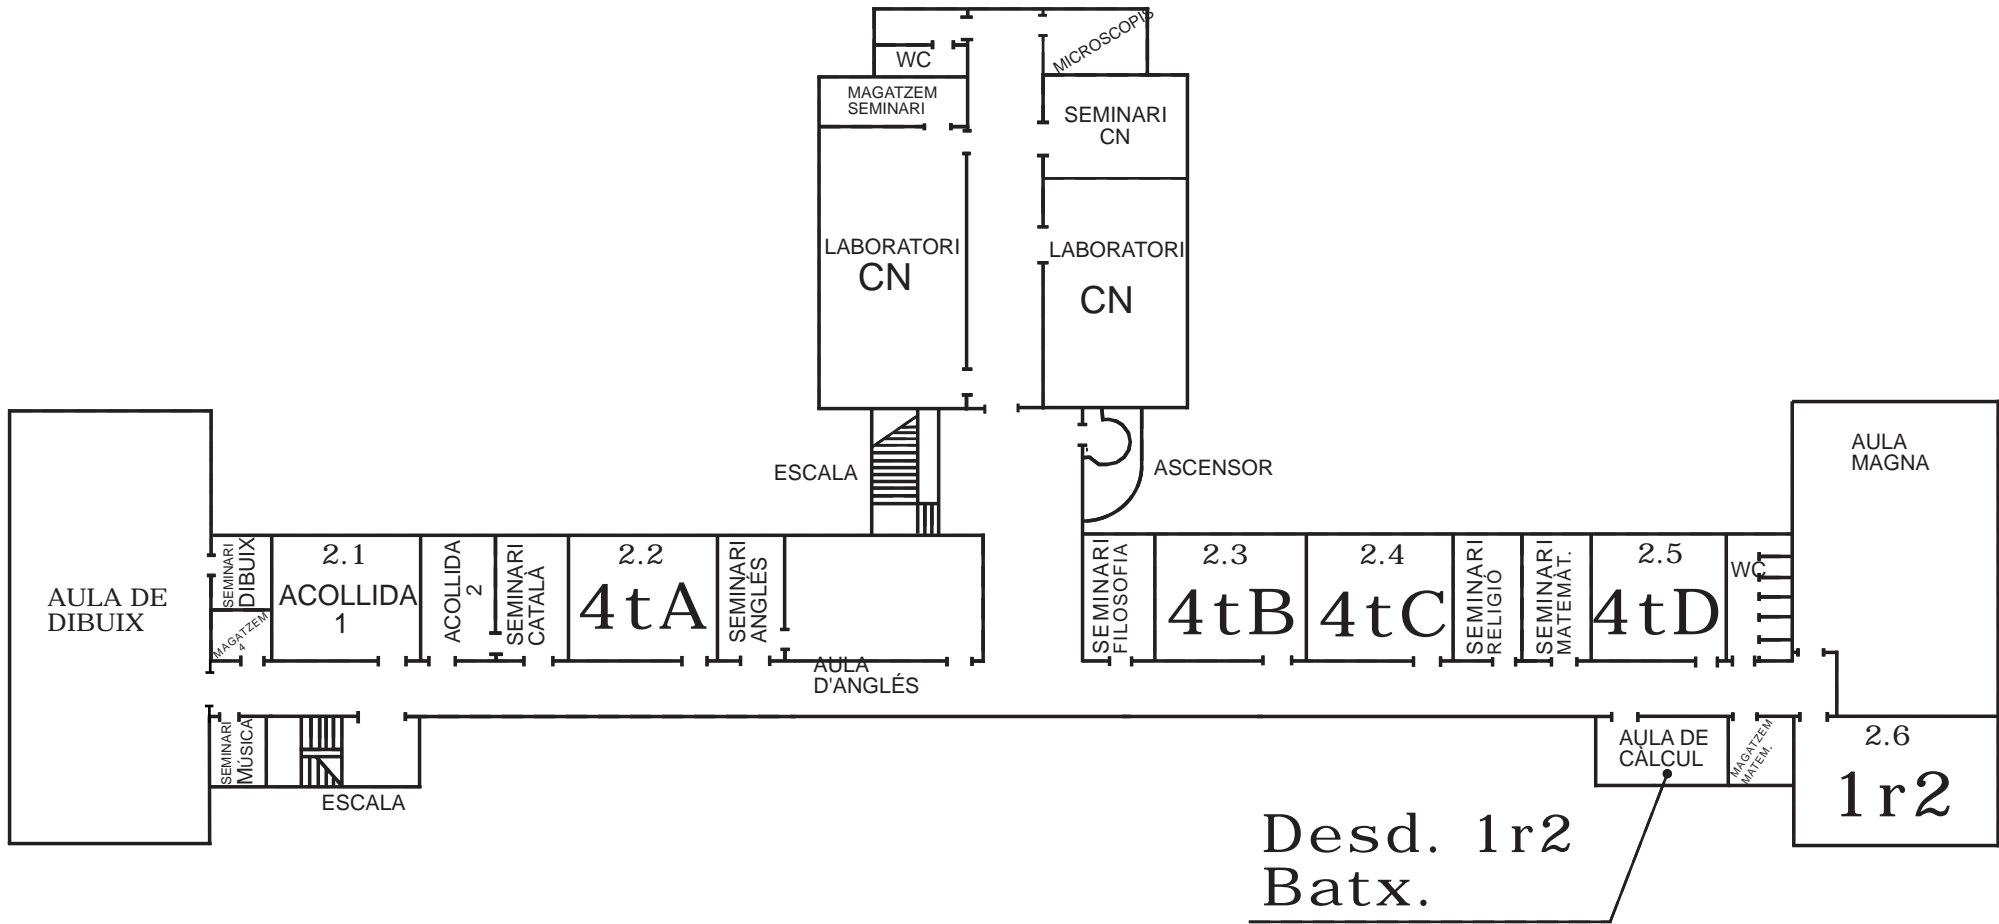 MICROSCOPIS
WC
MAGATZEM
SEMINARI
SEMINARI
CN
LABORATORI
CN
LABORATORI
CN
ESCALA
ASCENSOR
AULA
MAGNA
AULA DE
DIBUIX
SEMINARI
DIBUIX
MAGATZEM
4
2.1
ACOLLIDA
1
ACOLLIDA
2
SEMINARI
CATALÀ
2.2
4tA
SEMINARI
ANGLÉS
AULA
D'ANGLÉS
SEMINARI
FILOSOFIA
2.3
4tB
2.4
4tC
SEMINARI
RELIGIÓ
SEMINARI
MATEMÀT.
2.5
4tD
WC
SEMINARI
MÚSICA
ESCALA
AULA DE
CÀLCUL
MAGATZEM
MATEM.
2.6
1r2
Desd. 1r2
Batx.